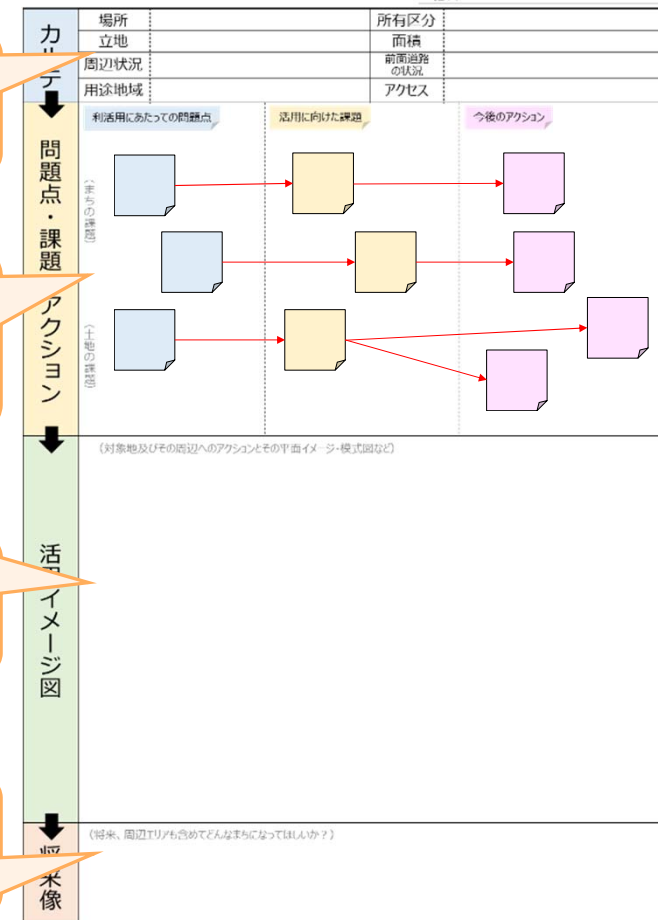 カルテ
場所
所有区分
立地
面積
周辺状況
前面道路
の状況
用途地域
アクセス
問題点・課題
アクション
利活用にあたっての問題点
活用に向けた課題
今後のアクション
(まちの課題)
(土地の課題)
活用イメージ図
(対象地及びその周辺へのアクションとその平面イメージ・模式図など)
将来像
(将来、周辺エリアも含めてどんなまちになってほしいか?)